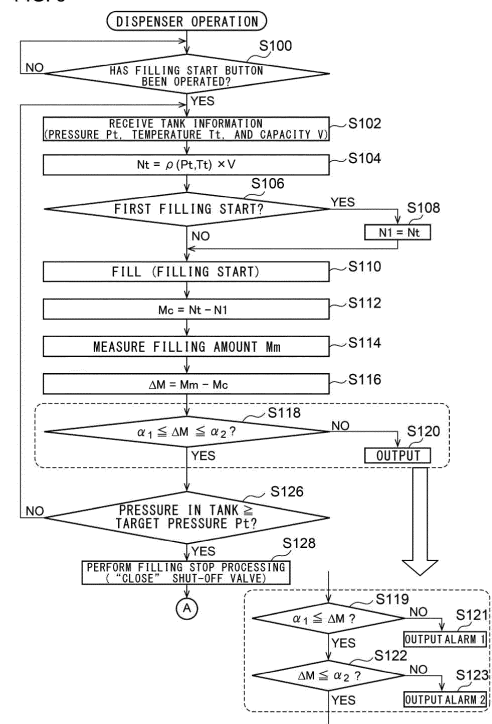 DISPENSER OPERATION
S100
HAS FILLING START BUTTON
BEEN OPERATED?
NO
YES
RECEIVE TANK INFORMATION
(PRESSURE Pt, TEMPERATURE Tt, AND CAPACITY V)
S102
Nt = ρ(Pt,Tt) × V
S104
S106
FIRST FILLING START?
YES
S108
N1 = Nt
NO
FILL (FILLING START)
S110
Mc = Nt - N1
S112
MEASURE FILLING AMOUNT Mm
S114
ΔM = Mm - Mc
S116
S118
α1 ≦ ΔM ≦ α2 ?
NO
S120
OUTPUT
YES
S126
NO
PRESSURE IN TANK ≧
TARGET PRESSURE Pt?
YES
S128
PERFORM FILLING STOP PROCESSING
("CLOSE" SHUT-OFF VALVE)
A
S119
α1 ≦ ΔM ?
NO
S121
OUTPUT ALARM 1
YES
S122
ΔM ≦ α2 ?
NO
S123
OUTPUT ALARM 2
YES